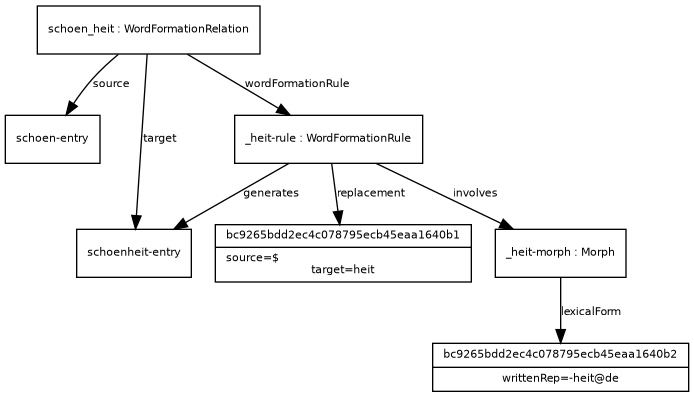 schoen_heit : WordFormationRelation
source
wordFormationRule
schoen-entry
target
_heit-rule : WordFormationRule
generates
replacement
involves
schoenheit-entry
bc9265bdd2ec4c078795ecb45eaa1640b1
source=$
target=heit
_heit-morph : Morph
lexicalForm
bc9265bdd2ec4c078795ecb45eaa1640b2
writtenRep=-heit@de